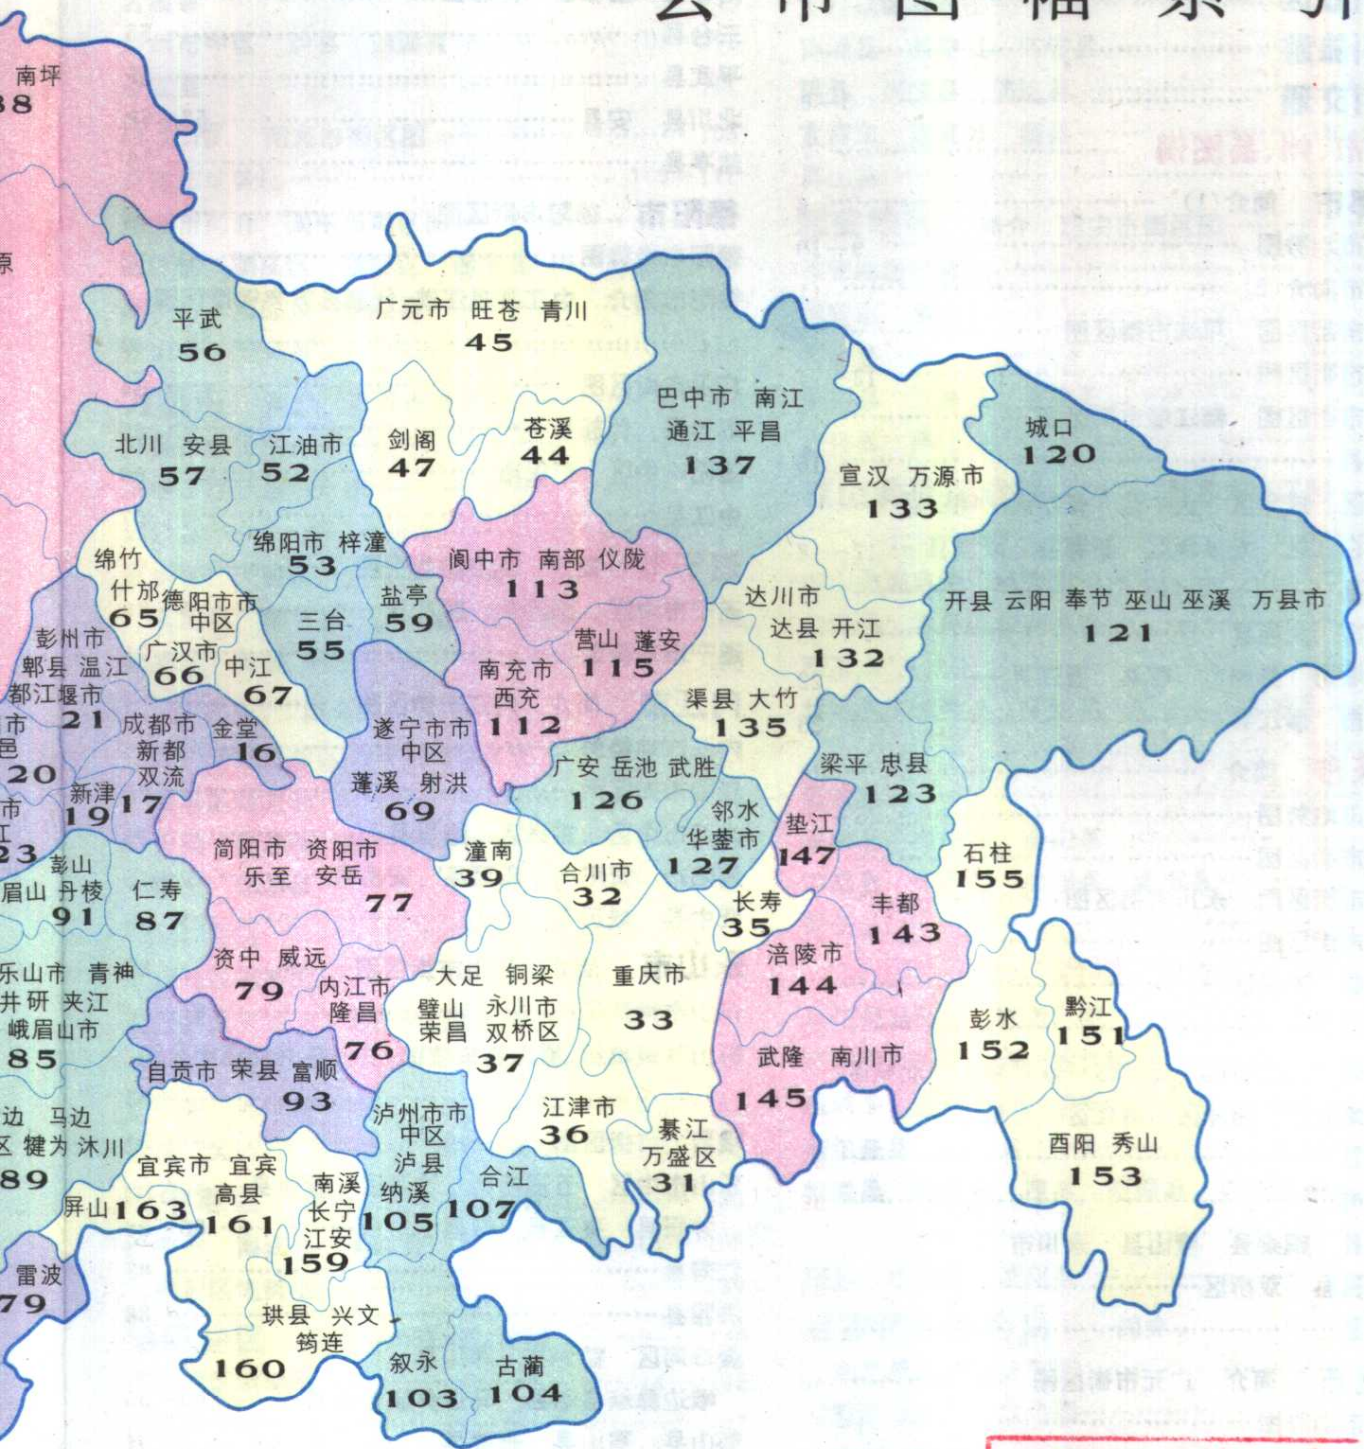 图幅索引
南坪
平武
56
广元市 旺苍 青川
45
巴中市 南江
通江 平昌
137
城口
120
北川 安县
57
江油市
52
剑阁
47
苍溪
44
宣汉 万源市
133
绵阳市 梓潼
53
阆中市 南部 仪陇
113
绵竹
什邡
65
德阳市市
中区
三台
55
盐亭
59
达川市
达县 开江
132
开县 云阳 奉节 巫山 巫溪 万县市
121
彭州市
郫县 温江
都江堰市
21
广汉市
66
中江
67
营山 蓬安
115
南充市
西充
112
渠县 大竹
135
成都市
新都
双流
17
金堂
16
遂宁市市
中区
蓬溪 射洪
69
广安 岳池 武胜
126
梁平 忠县
123
20
新津
19
邻水
华蓥市
127
垫江
147
23
彭山
眉山 丹棱
91
仁寿
87
简阳市 资阳市
乐至 安岳
77
潼南
39
合川市
32
长寿
35
石柱
155
丰都
143
资中 威远
79
内江市
隆昌
76
大足 铜梁
璧山 永川市
荣昌 双桥区
37
重庆市
33
涪陵市
144
乐山市 青神
井研 夹江
峨眉山市
85
彭水
152
黔江
151
自贡市 荣县 富顺
93
武隆 南川市
145
边 马边
区 犍为 沐川
89
泸州市市
中区
泸县
纳溪
105
合江
107
江津市
36
綦江
万盛区
31
酉阳 秀山
153
屏山 163
宜宾市 宜宾
高县
161
南溪
长宁
江安
159
雷波
79
珙县 兴文
筠连
160
叙永
103
古蔺
104